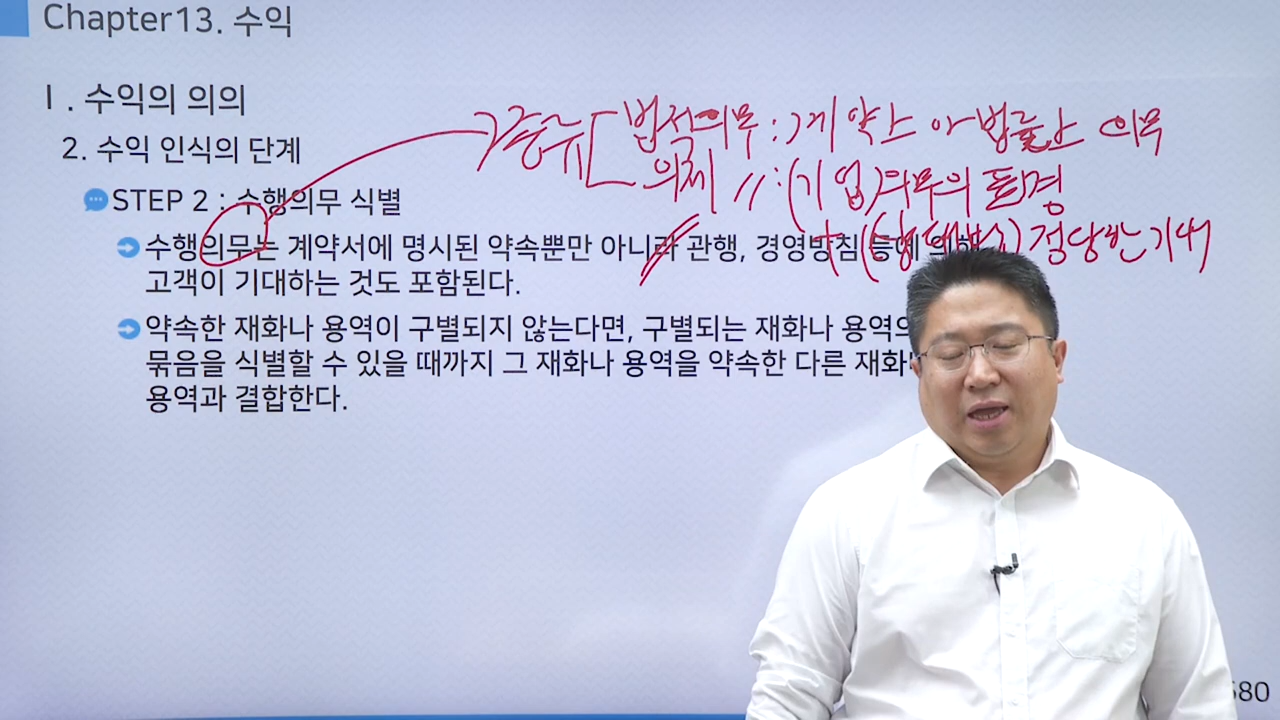 Chapter13. 수익
Ⅰ. 수익의 의의
2. 수익 인식의 단계
STEP 2 : 수행의무 식별
수행의무는 계약서에 명시된 약속뿐만 아니라 관행, 경영방침 등에 의해
고객이 기대하는 것도 포함된다.
약속한 재화나 용역이 구별되지 않는다면, 구별되는 재화나 용역의
묶음을 식별할 수 있을 때까지 그 재화나 용역을 약속한 다른 재화나
용역과 결합한다.
종류 법적의무 : 계약상 법률상 의무
의제 〃 : (기업)의무의 표명
+ (상대방) 정당한 기대
580